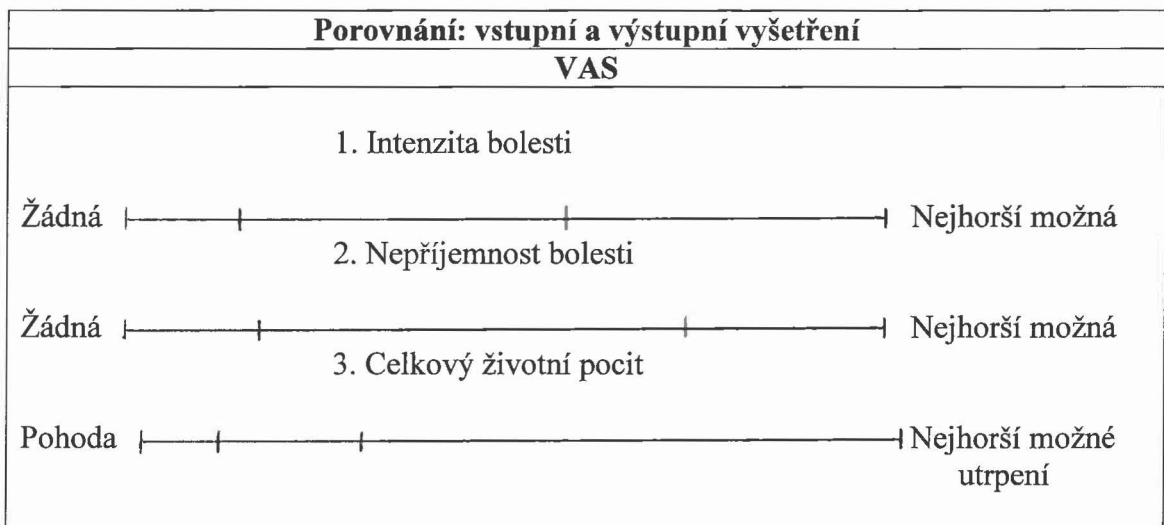 Porovnání: vstupní a výstupní vyšetření
VAS
1. Intenzita bolesti
Žádná Nejhorší možná
2. Nepříjemnost bolesti
Žádná Nejhorší možná
3. Celkový životní pocit
Pohoda Nejhorší možné
utrpení